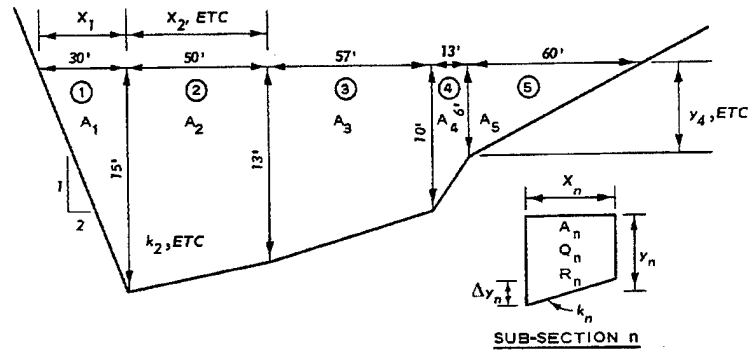 X₁ X₂, ETC
30' 50' 57' 13' 60'
① ② ③ ④ ⑤
A₁ A₂ A₃ A₄ A₅
15' 13' 10' 6' y₄, ETC
1
2
k₂, ETC
Xₙ
Aₙ
Qₙ
Rₙ
yₙ
Δyₙ
kₙ
SUB-SECTION n